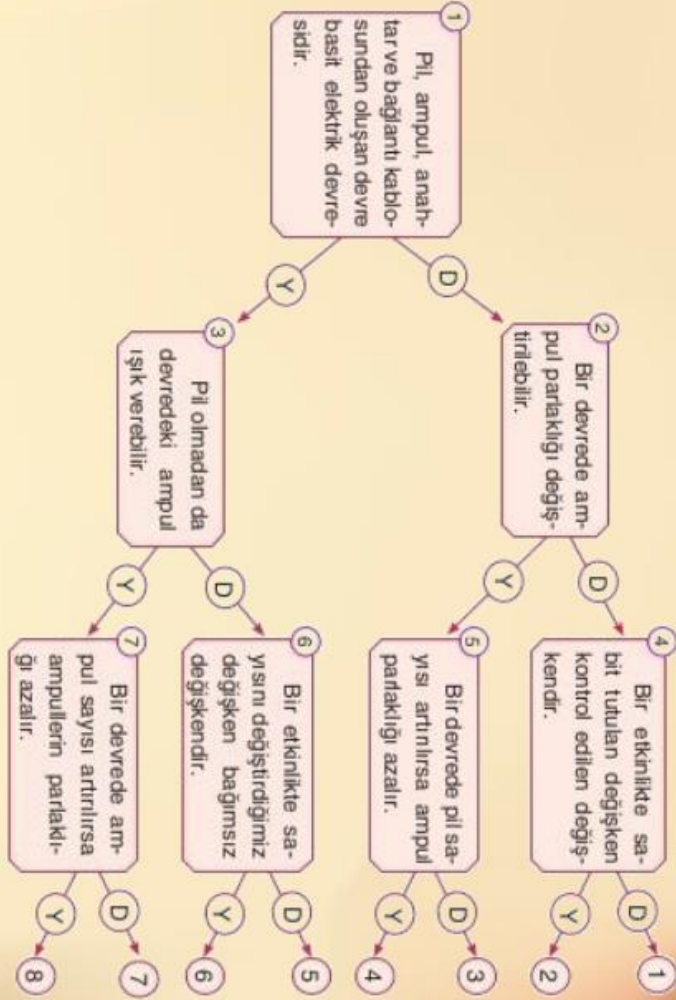 1
Pil, ampul, anah-
tar ve bağlantı kablo-
sundan oluşan devre
basit elektrik devre-
sidir.
D
Y
2
Bir devrede am-
pul parlaklığı değiş-
tirilebilir.
D
Y
3
Pil olmadan da
devredeki ampul
ışık verebilir.
D
Y
4
Bir etkinlikte sa-
bit tutulan değişken
kontrol edilen değiş-
kendir.
D
Y
5
Bir devrede pil sa-
yısı artırılırsa ampul
parlaklığı azalır.
D
Y
6
Bir etkinlikte sa-
yısını değiştirdiğimiz
değişken bağımsız
değişkendir.
D
Y
7
Bir devrede am-
pul sayısı artırılırsa
ampullerin parlaklı-
ğı azalır.
D
Y
1
2
3
4
5
6
7
8